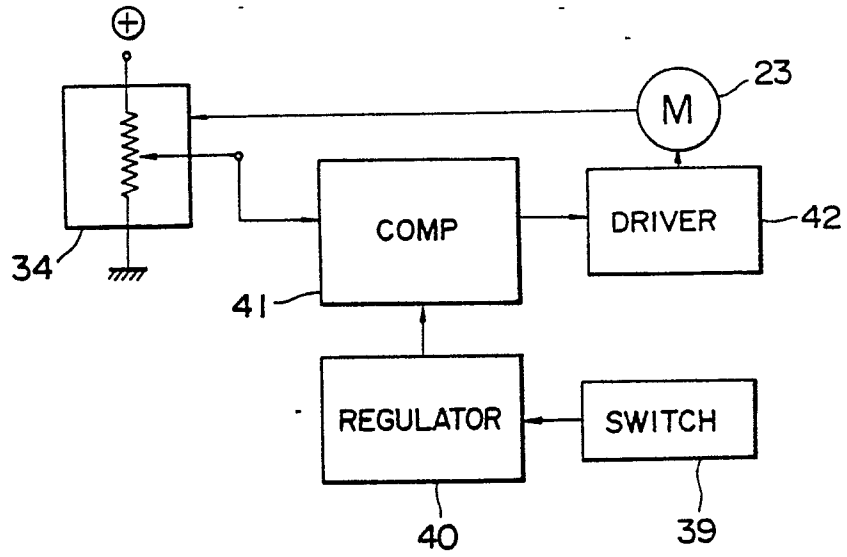 +
23
M
COMP
DRIVER
42
34
41
REGULATOR
SWITCH
40
39